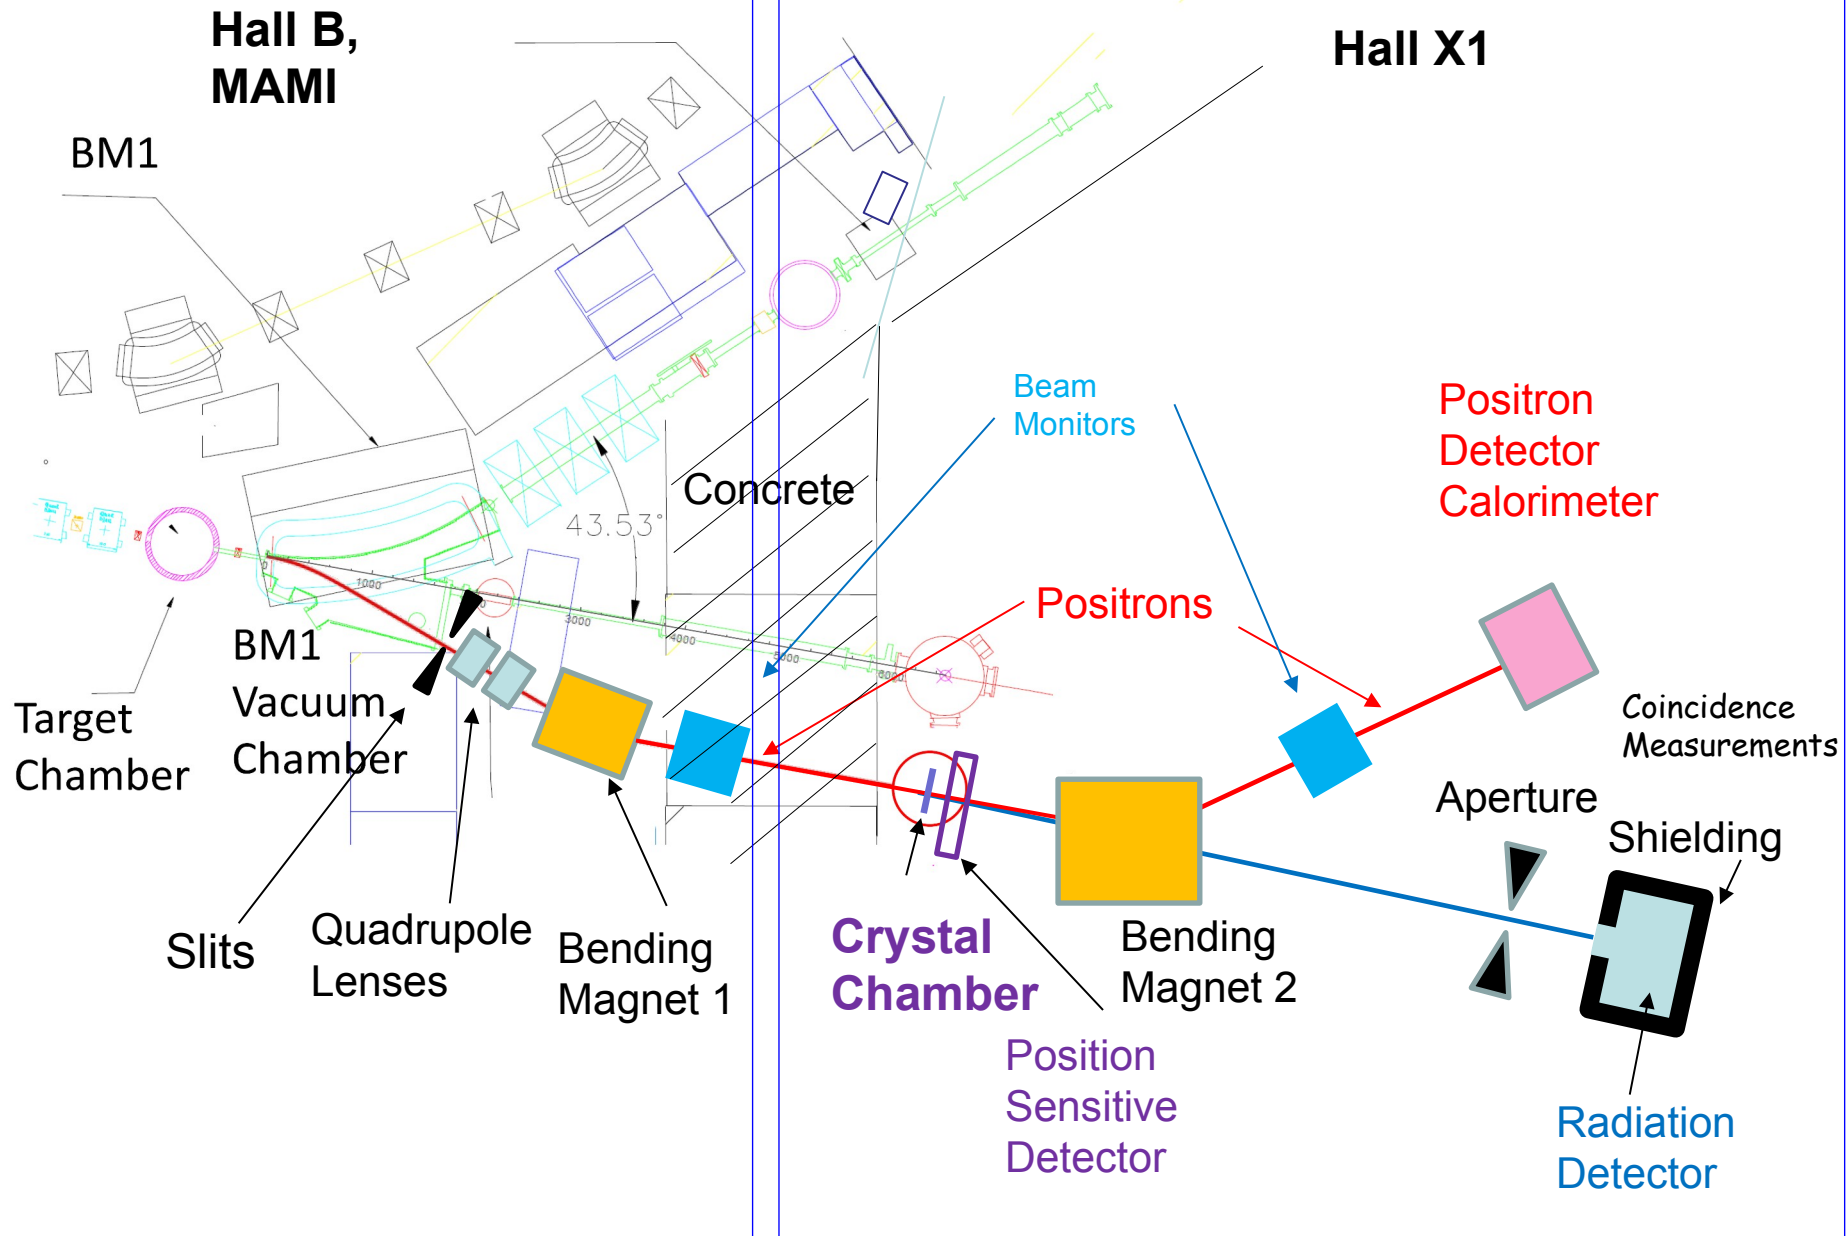 Hall B,
MAMI
Hall X1
BM1
Beam
Monitors
Positron
Detector
Calorimeter
Concrete
43.53°
0
1000
3000
4000
5000
6000
Positrons
BM1
Vacuum
Chamber
Target
Chamber
Coincidence
Measurements
Aperture
Shielding
Slits
Quadrupole
Lenses
Bending
Magnet 1
Crystal
Chamber
Bending
Magnet 2
Position
Sensitive
Detector
Radiation
Detector